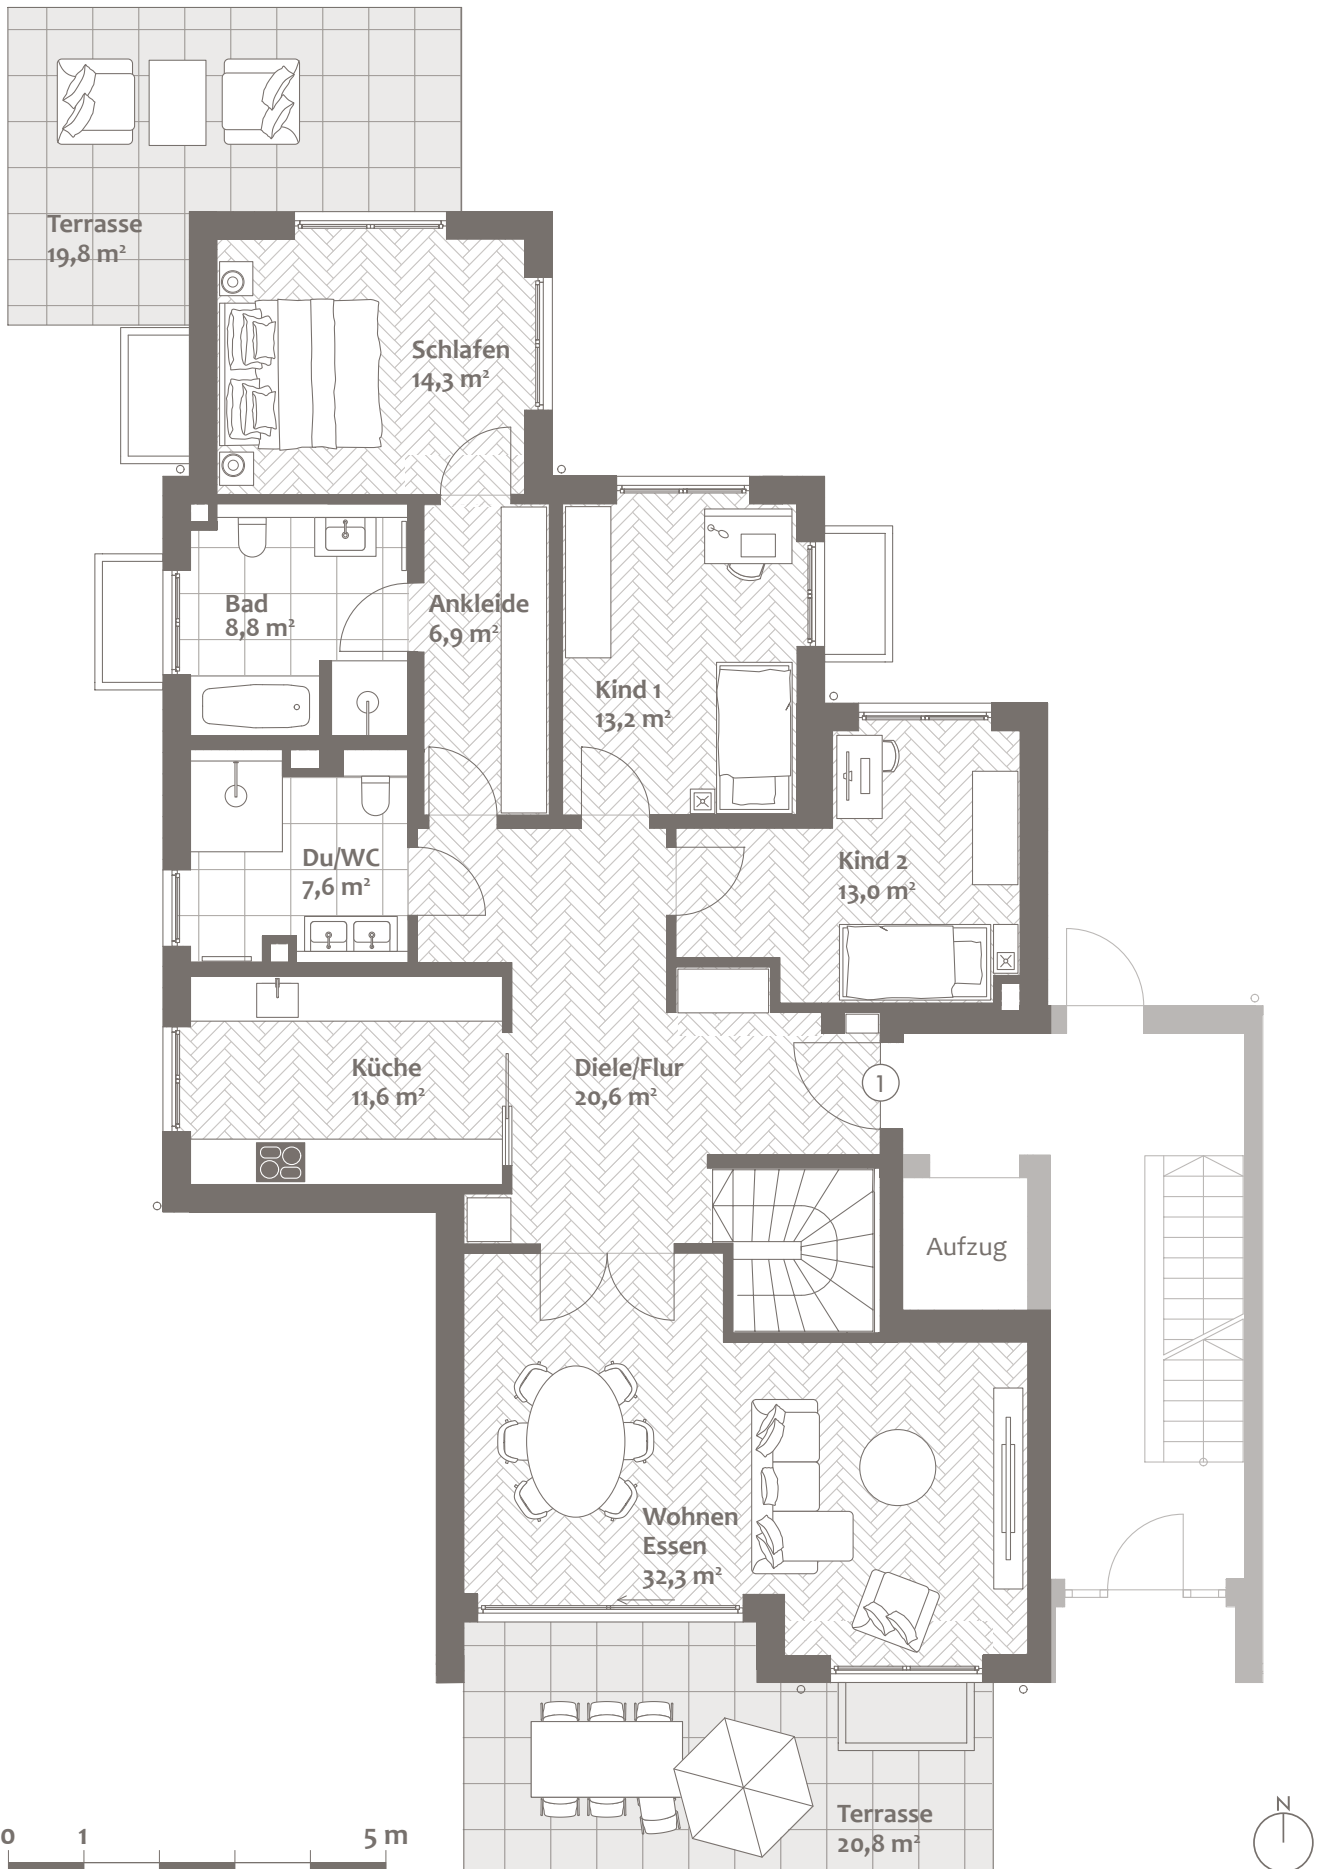 Terrasse
19,8 m²
Schlafen
14,3 m²
Bad
8,8 m²
Ankleide
6,9 m²
Kind 1
13,2 m²
Du/WC
7,6 m²
Kind 2
13,0 m²
Küche
11,6 m²
Diele/Flur
20,6 m²
1
Aufzug
Wohnen
Essen
32,3 m²
Terrasse
20,8 m²
0 1 5 m
N